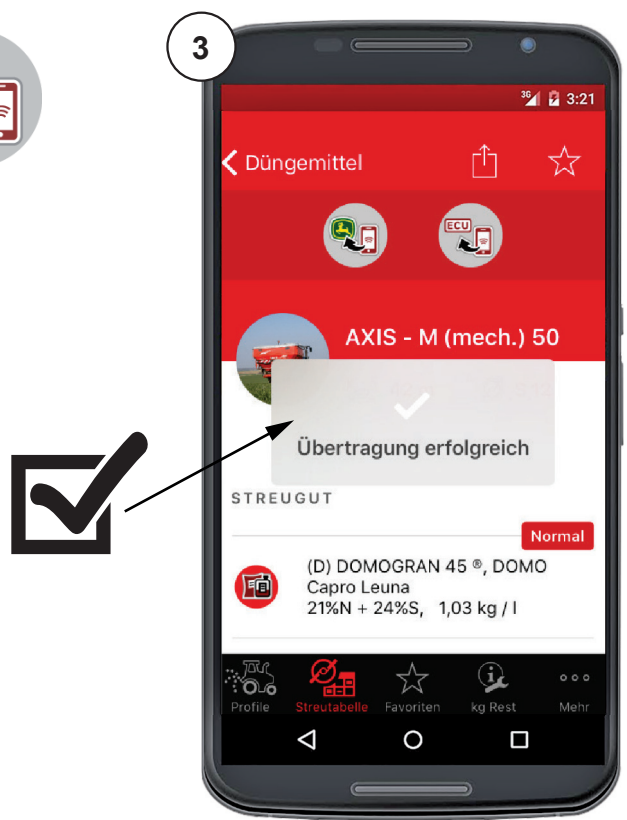 3
3G 3:21
Düngemittel
ECU
AXIS - M (mech.) 50
Übertragung erfolgreich
STREUGUT
Normal
(D) DOMOGRAN 45 ®, DOMO
Capro Leuna
21%N + 24%S, 1,03 kg / l
Profile Streutabelle Favoriten kg Rest Mehr